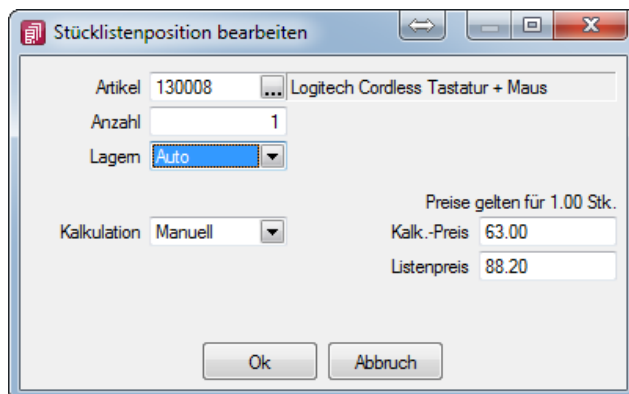 Stücklistenposition bearbeiten
Artikel 130008 ... Logitech Cordless Tastatur + Maus
Anzahl 1
Lagern Auto
Preise gelten für 1.00 Stk.
Kalkulation Manuell Kalk.-Preis 63.00
Listenpreis 88.20
Ok Abbruch